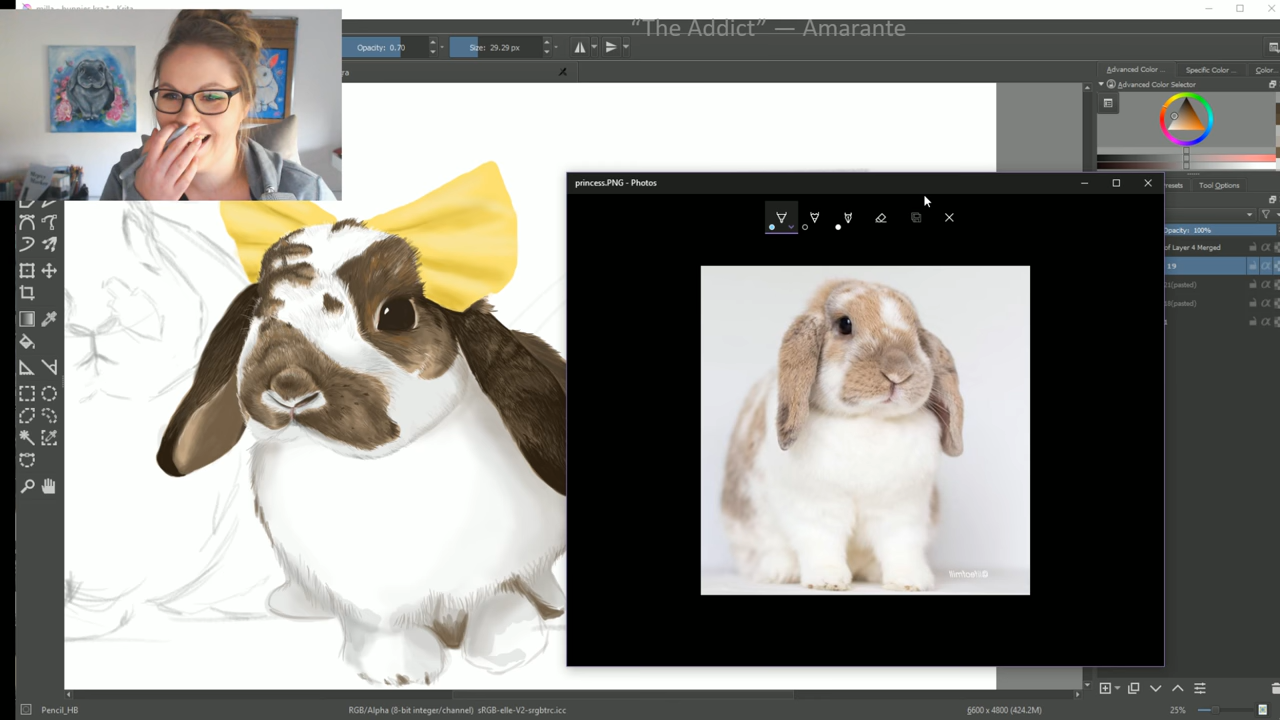 “The Addict” — Amarante
Opacity: 0.70
Size: 29.29 px
Advanced Color ...
Specific Color ...
Color...
Advanced Color Selector
princess.PNG - Photos
Tool Options
Opacity: 100%
of Layer 4 Merged
19
Pencil_HB
RGB/Alpha (8-bit integer/channel) sRGB-elle-V2-srgbtrc.icc
6600 x 4800 (424.2M)
25%